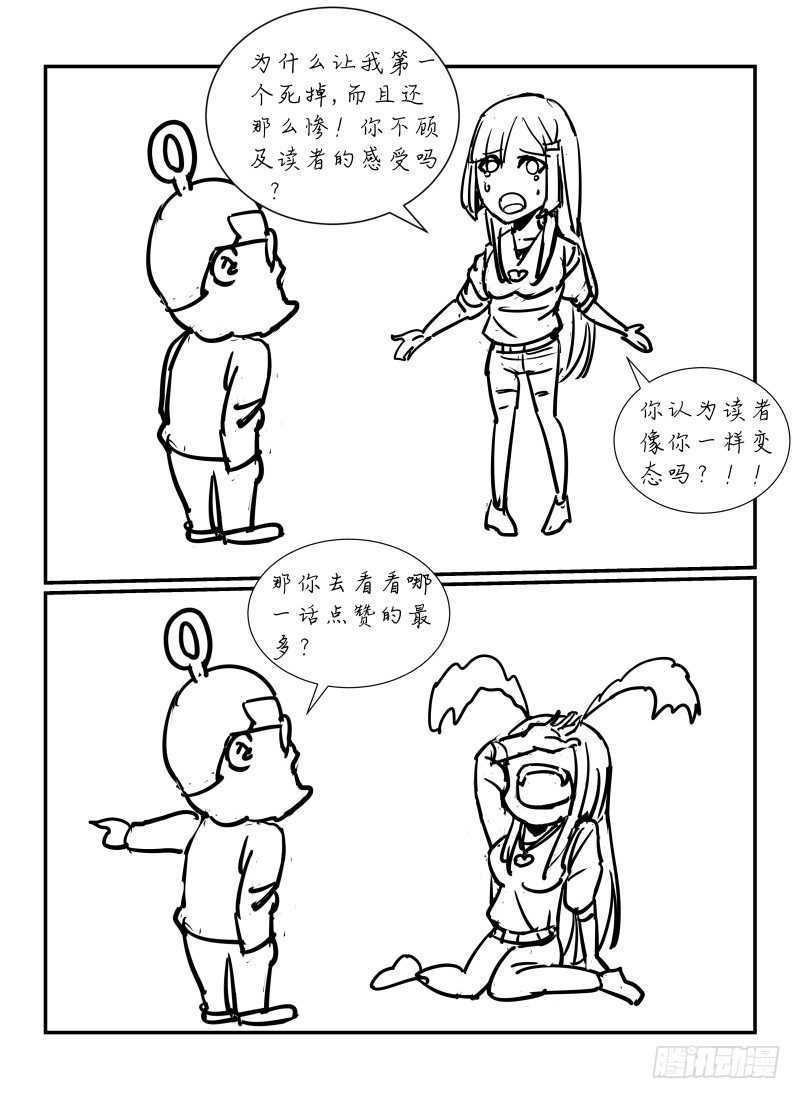 为什么让我第一
个死掉,而且还
那么惨!你不顾
及读者的感受吗
?
你认为读者
像你一样变
态吗?!!
那你去看看哪
一话点赞的最
多?
腾讯动漫